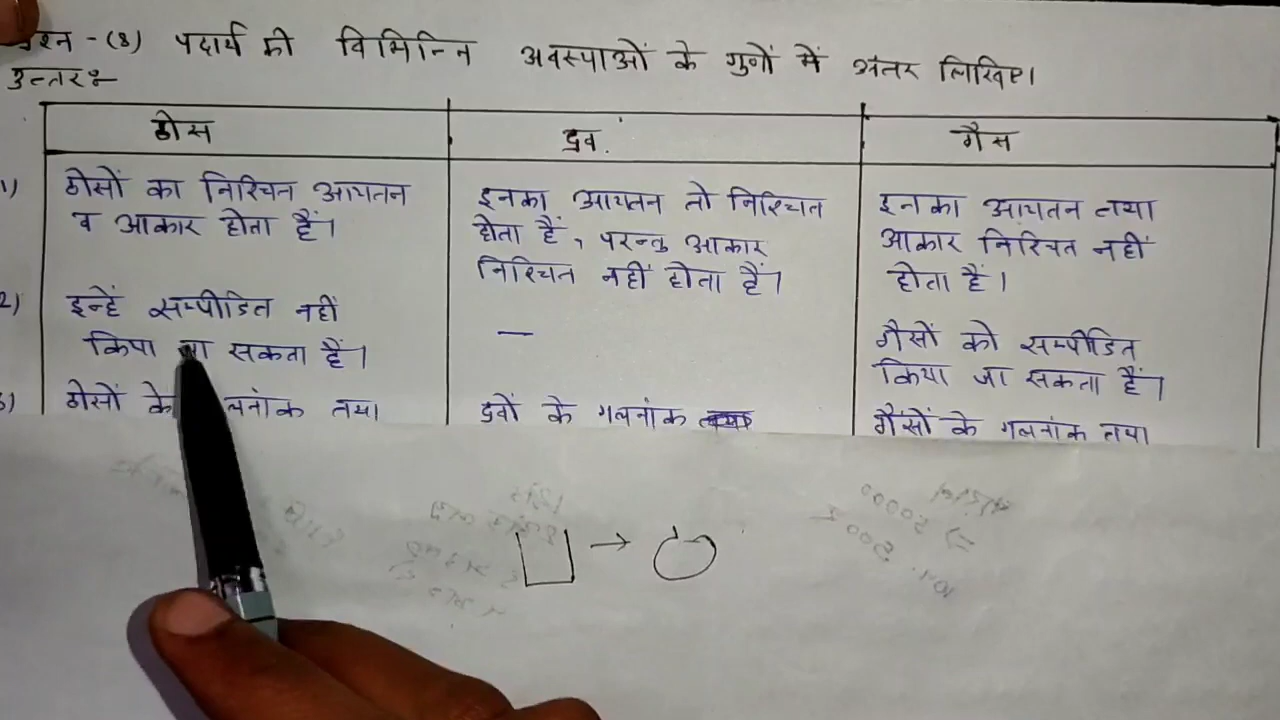 प्रश्न - (8) पदार्थ की विभिन्नि अवस्थाओं के गुणों में अंतर लिखिए।
उत्तर:-
ठोस
द्रव
गैस
1) ठोसों का निश्चित आयतन
व आकार होता हैं।
इनका आयतन तो निश्चित
होता हैं, परन्तु आकार
निश्चित नहीं होता हैं।
इनका आयतन तथा
आकार निश्चित नहीं
होता हैं।
2) इन्हें सम्पीडित नहीं
किया जा सकता हैं।
—
गैसों को सम्पीडित
किया जा सकता हैं।
3) ठोसों के तथा
द्रवों के गलनांक
गैसों के गलनांक तथा